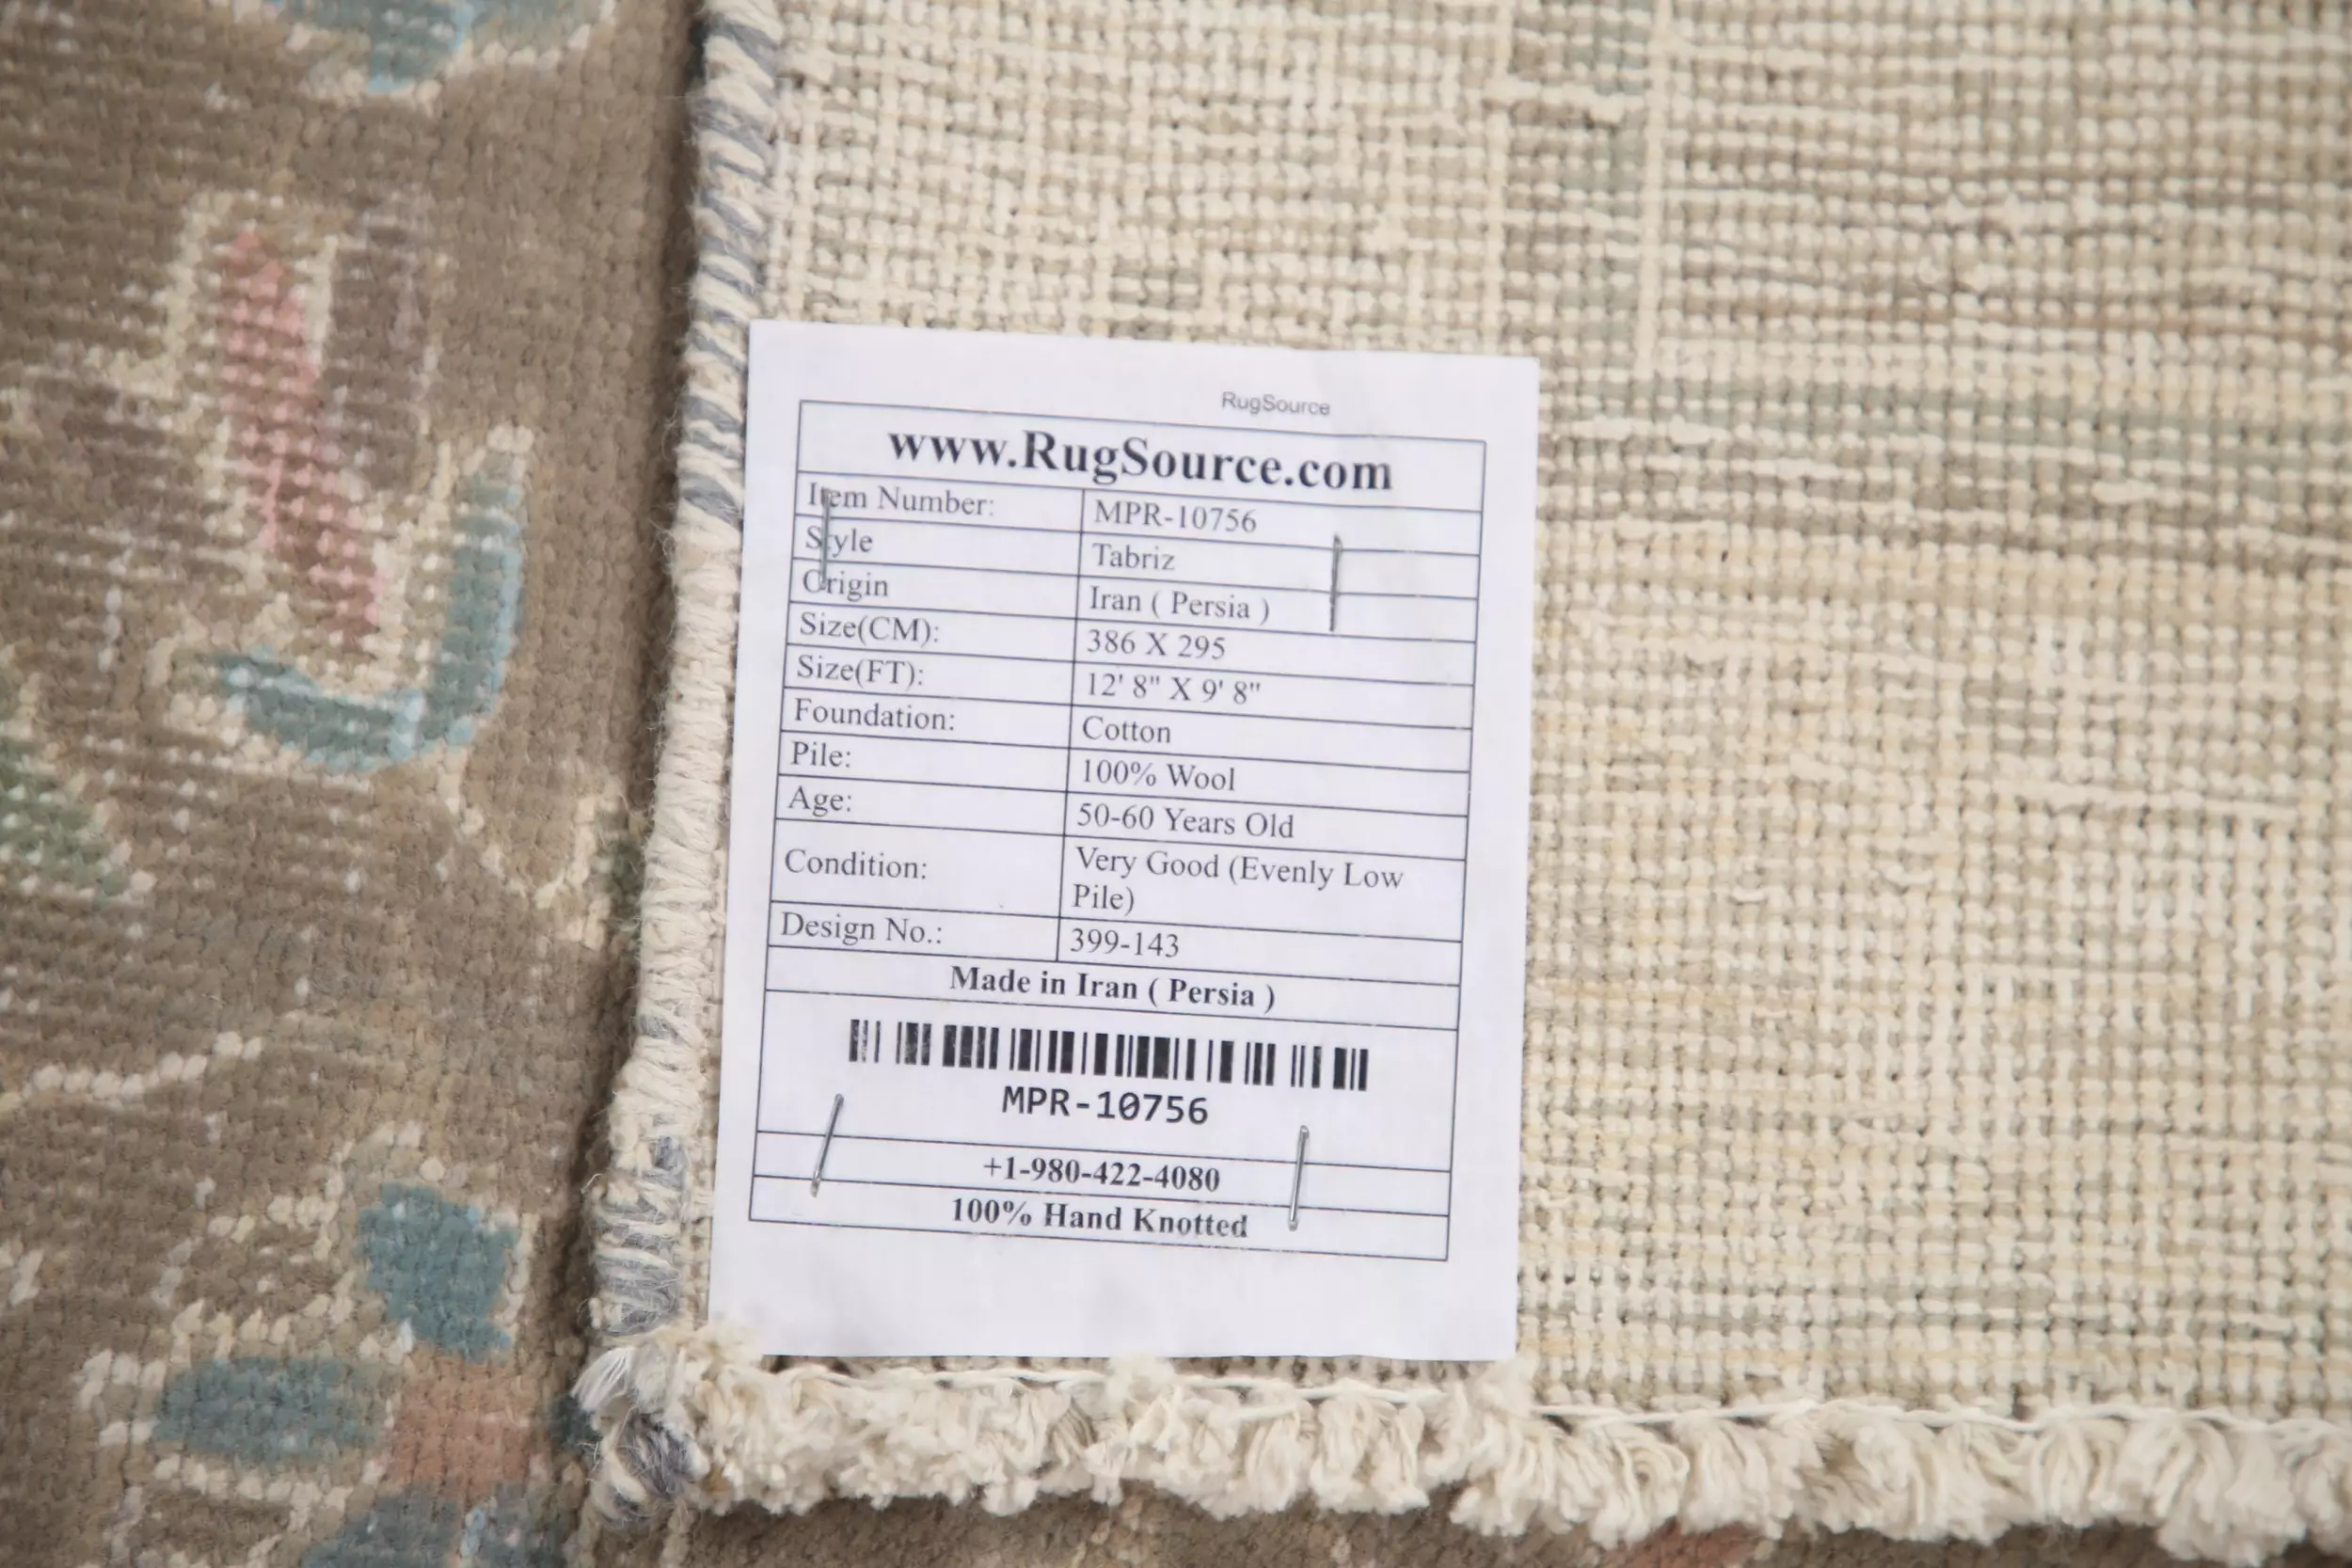 RugSource
www.RugSource.com
Item Number: MPR-10756
Style Tabriz
Origin Iran ( Persia )
Size(CM): 386 X 295
Size(FT): 12' 8" X 9' 8"
Foundation: Cotton
Pile: 100% Wool
Age: 50-60 Years Old
Condition: Very Good (Evenly Low
Pile)
Design No.: 399-143
Made in Iran ( Persia )
MPR-10756
+1-980-422-4080
100% Hand Knotted